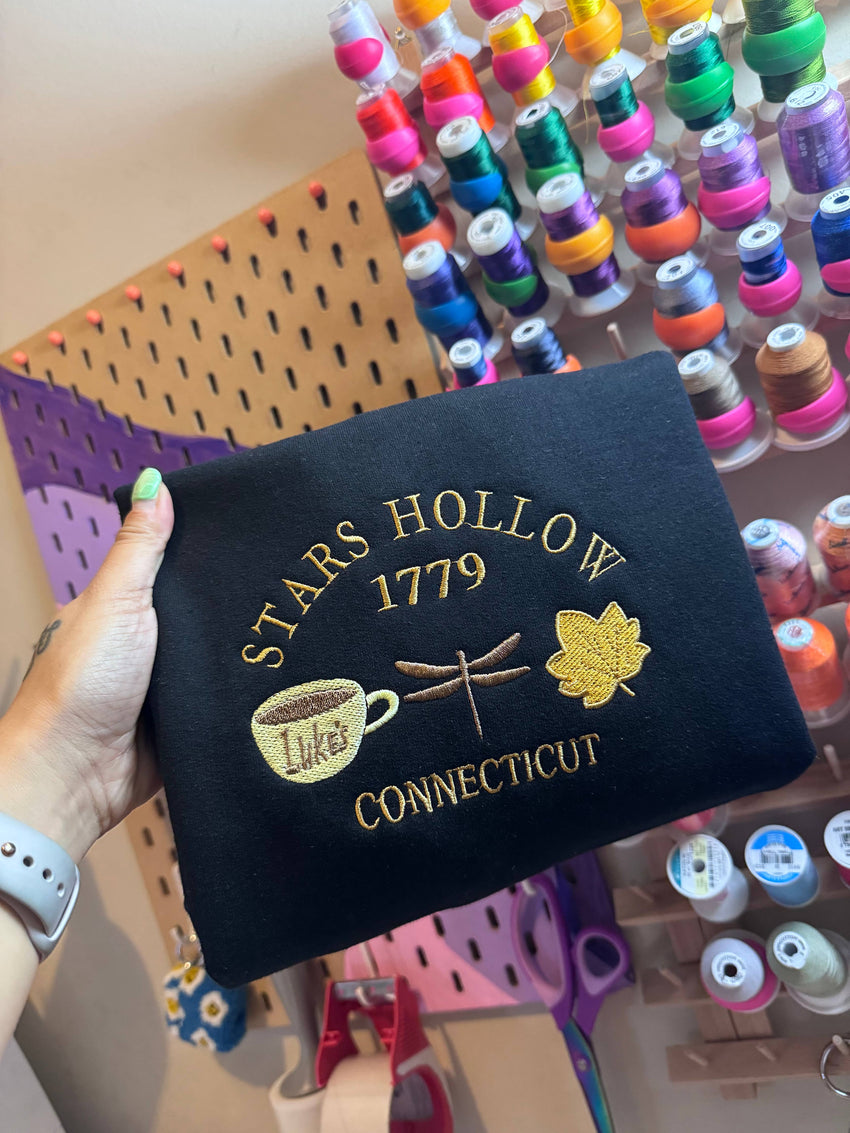 STARS HOLLOW
1779
LUKE'S
CONNECTICUT